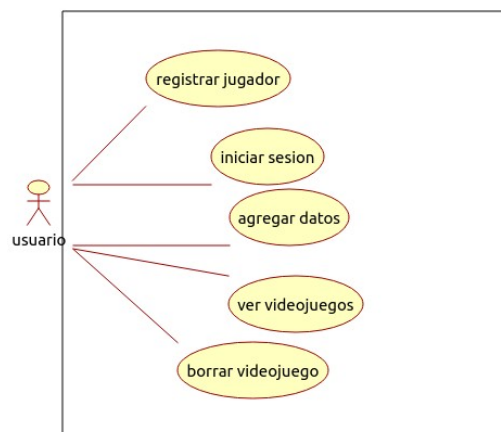 registrar jugador
iniciar sesion
agregar datos
usuario
ver videojuegos
borrar videojuego